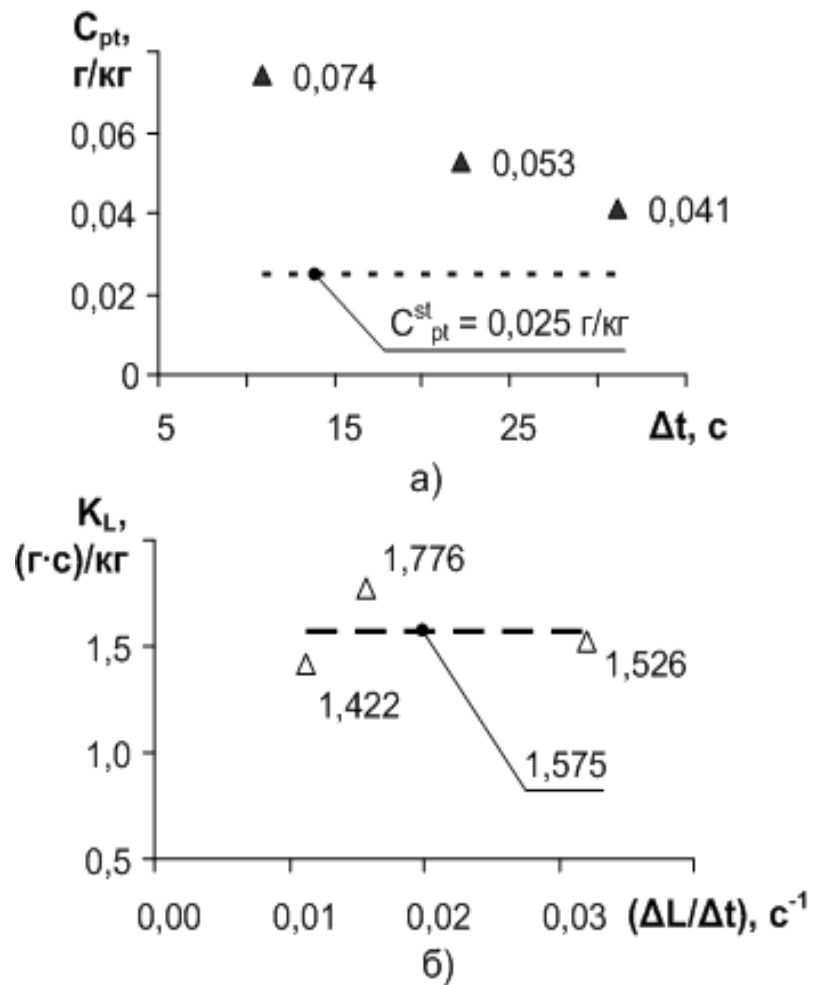 C_pt,
г/кг
0,074
0,06
0,053
0,04
0,041
0,02
C^st_pt = 0,025 г/кг
0
5 15 25 Δt, c
а)
K_L,
(г·с)/кг
1,776
1,5
1,526
1,422
1,0
1,575
0,5
0,00 0,01 0,02 0,03 (ΔL/Δt), c⁻¹
б)